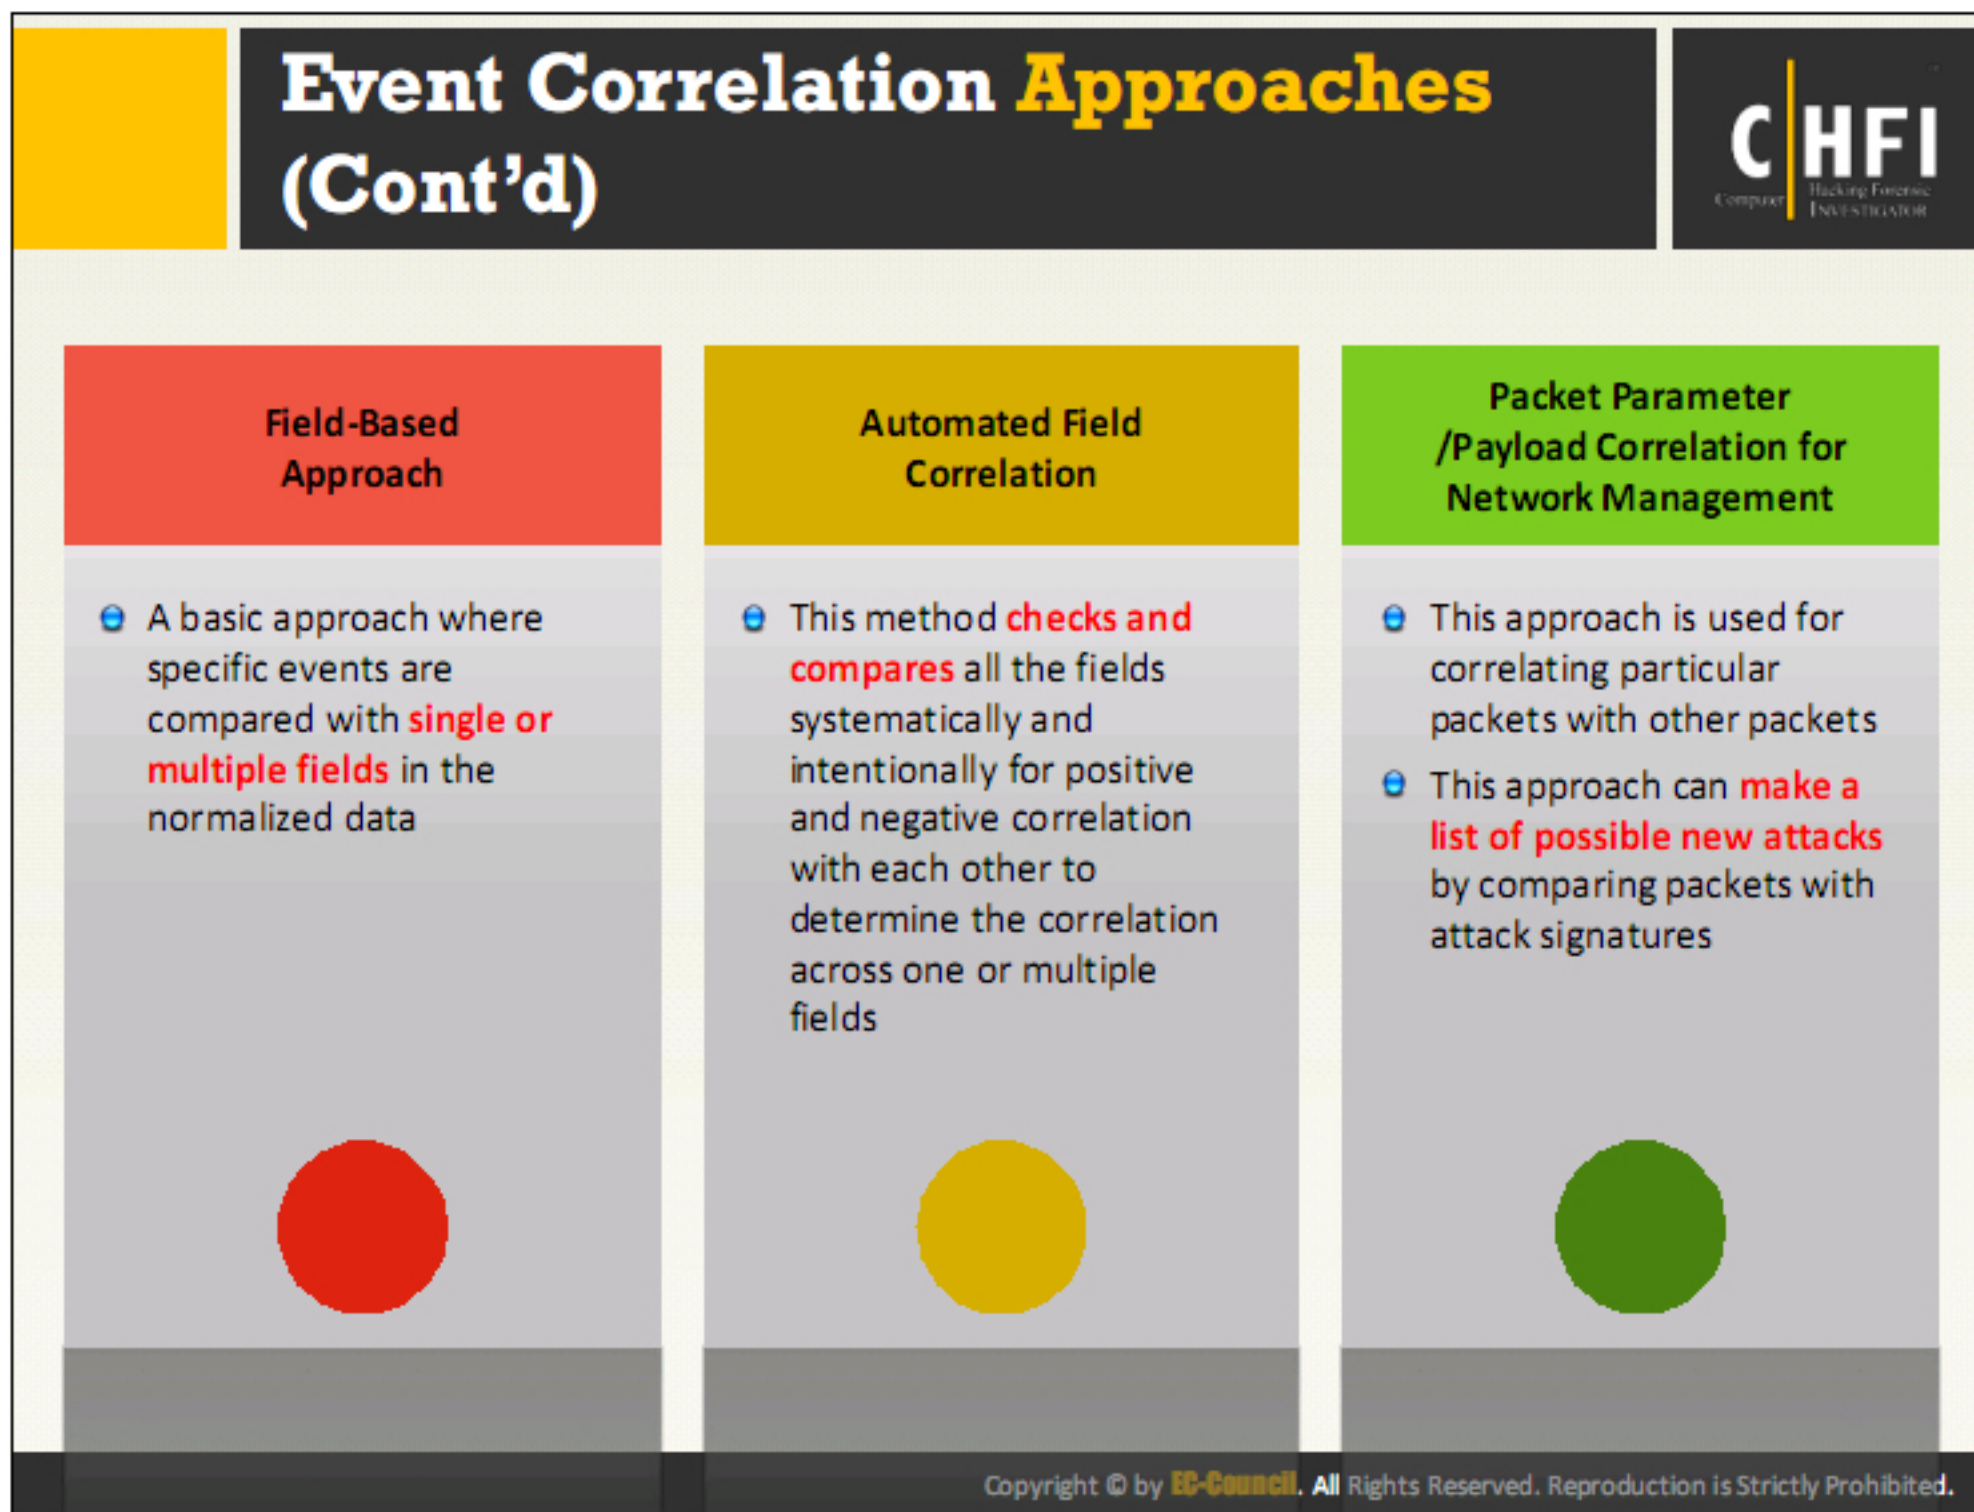 Event Correlation Approaches
(Cont'd)
C HFI
Computer
Hacking Forensic
INVESTIGATOR
Field-Based
Approach
A basic approach where
specific events are
compared with single or
multiple fields in the
normalized data
Automated Field
Correlation
This method checks and
compares all the fields
systematically and
intentionally for positive
and negative correlation
with each other to
determine the correlation
across one or multiple
fields
Packet Parameter
/Payload Correlation for
Network Management
This approach is used for
correlating particular
packets with other packets
This approach can make a
list of possible new attacks
by comparing packets with
attack signatures
Copyright © by EC-Council. All Rights Reserved. Reproduction is Strictly Prohibited.